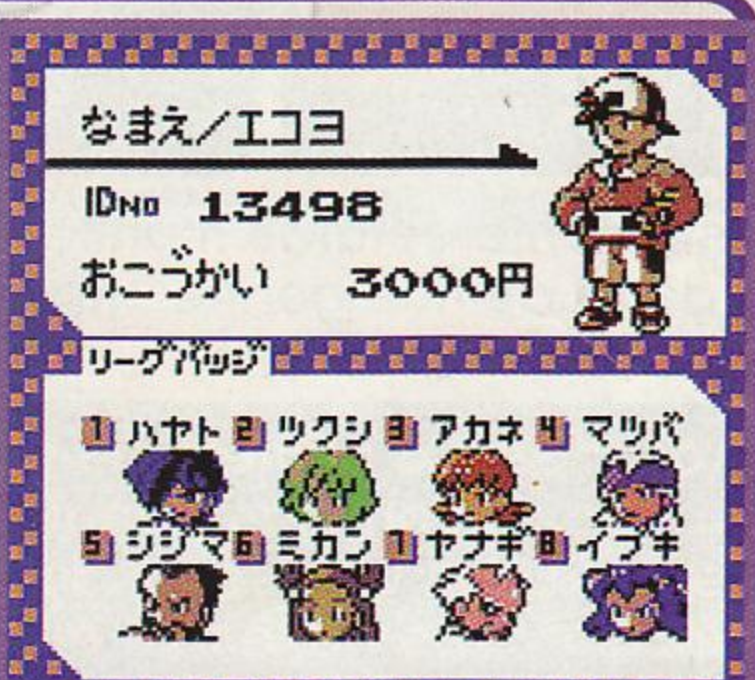 なまえ/エコヨ
IDNo 13498
おこづかい 3000円
リーグバッジ
1 ハヤト 2 ツクシ 3 アカネ 4 マツバ
5 シジマ 6 ミカン 7 ヤナギ 8 イブキ